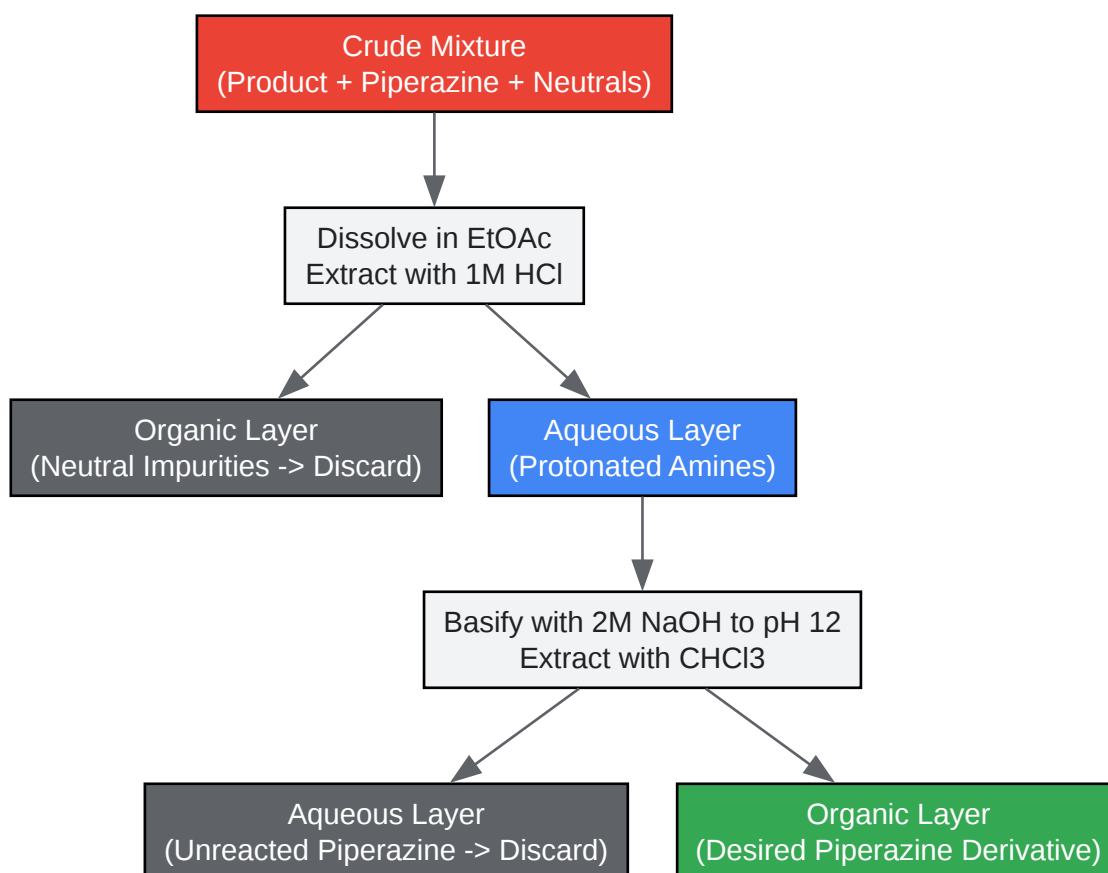 Crude Mixture
(Product + Piperazine + Neutrals)
Dissolve in EtOAc
Extract with 1M HCl
Organic Layer
(Neutral Impurities -> Discard)
Aqueous Layer
(Protonated Amines)
Basify with 2M NaOH to pH 12
Extract with CHCl3
Aqueous Layer
(Unreacted Piperazine -> Discard)
Organic Layer
(Desired Piperazine Derivative)